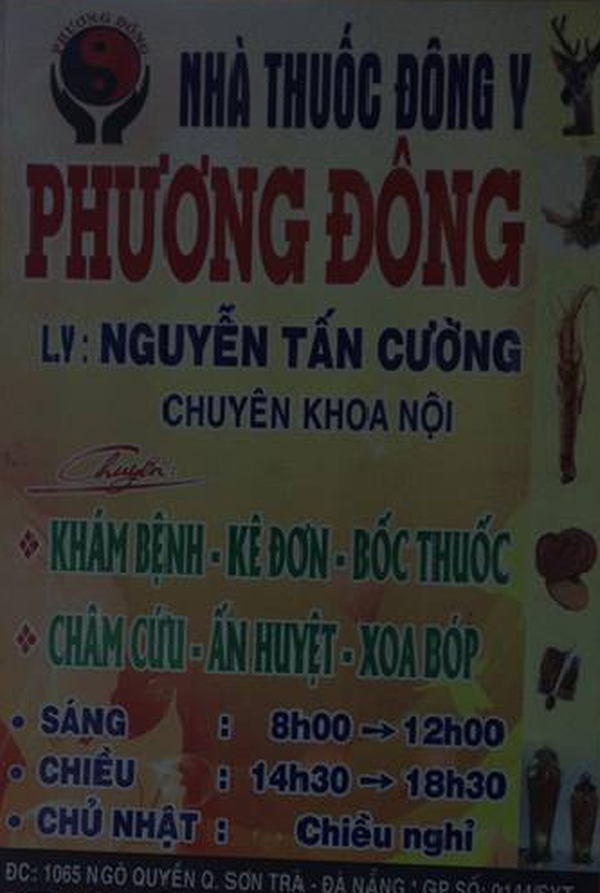 PHƯƠNG ĐÔNG
NHÀ THUỐC ĐÔNG Y
PHƯƠNG ĐÔNG
LY: NGUYỄN TẤN CƯỜNG
CHUYÊN KHOA NỘI
Chuyên:
KHÁM BỆNH - KÊ ĐƠN - BỐC THUỐC
CHÂM CỨU - ẤN HUYỆT - XOA BÓP
• SÁNG : 8h00 → 12h00
• CHIỀU : 14h30 → 18h30
• CHỦ NHẬT : Chiều nghỉ
ĐC: 1065 NGÔ QUYỀN Q. SƠN TRÀ - ĐÀ NẴNG * GP SỐ: